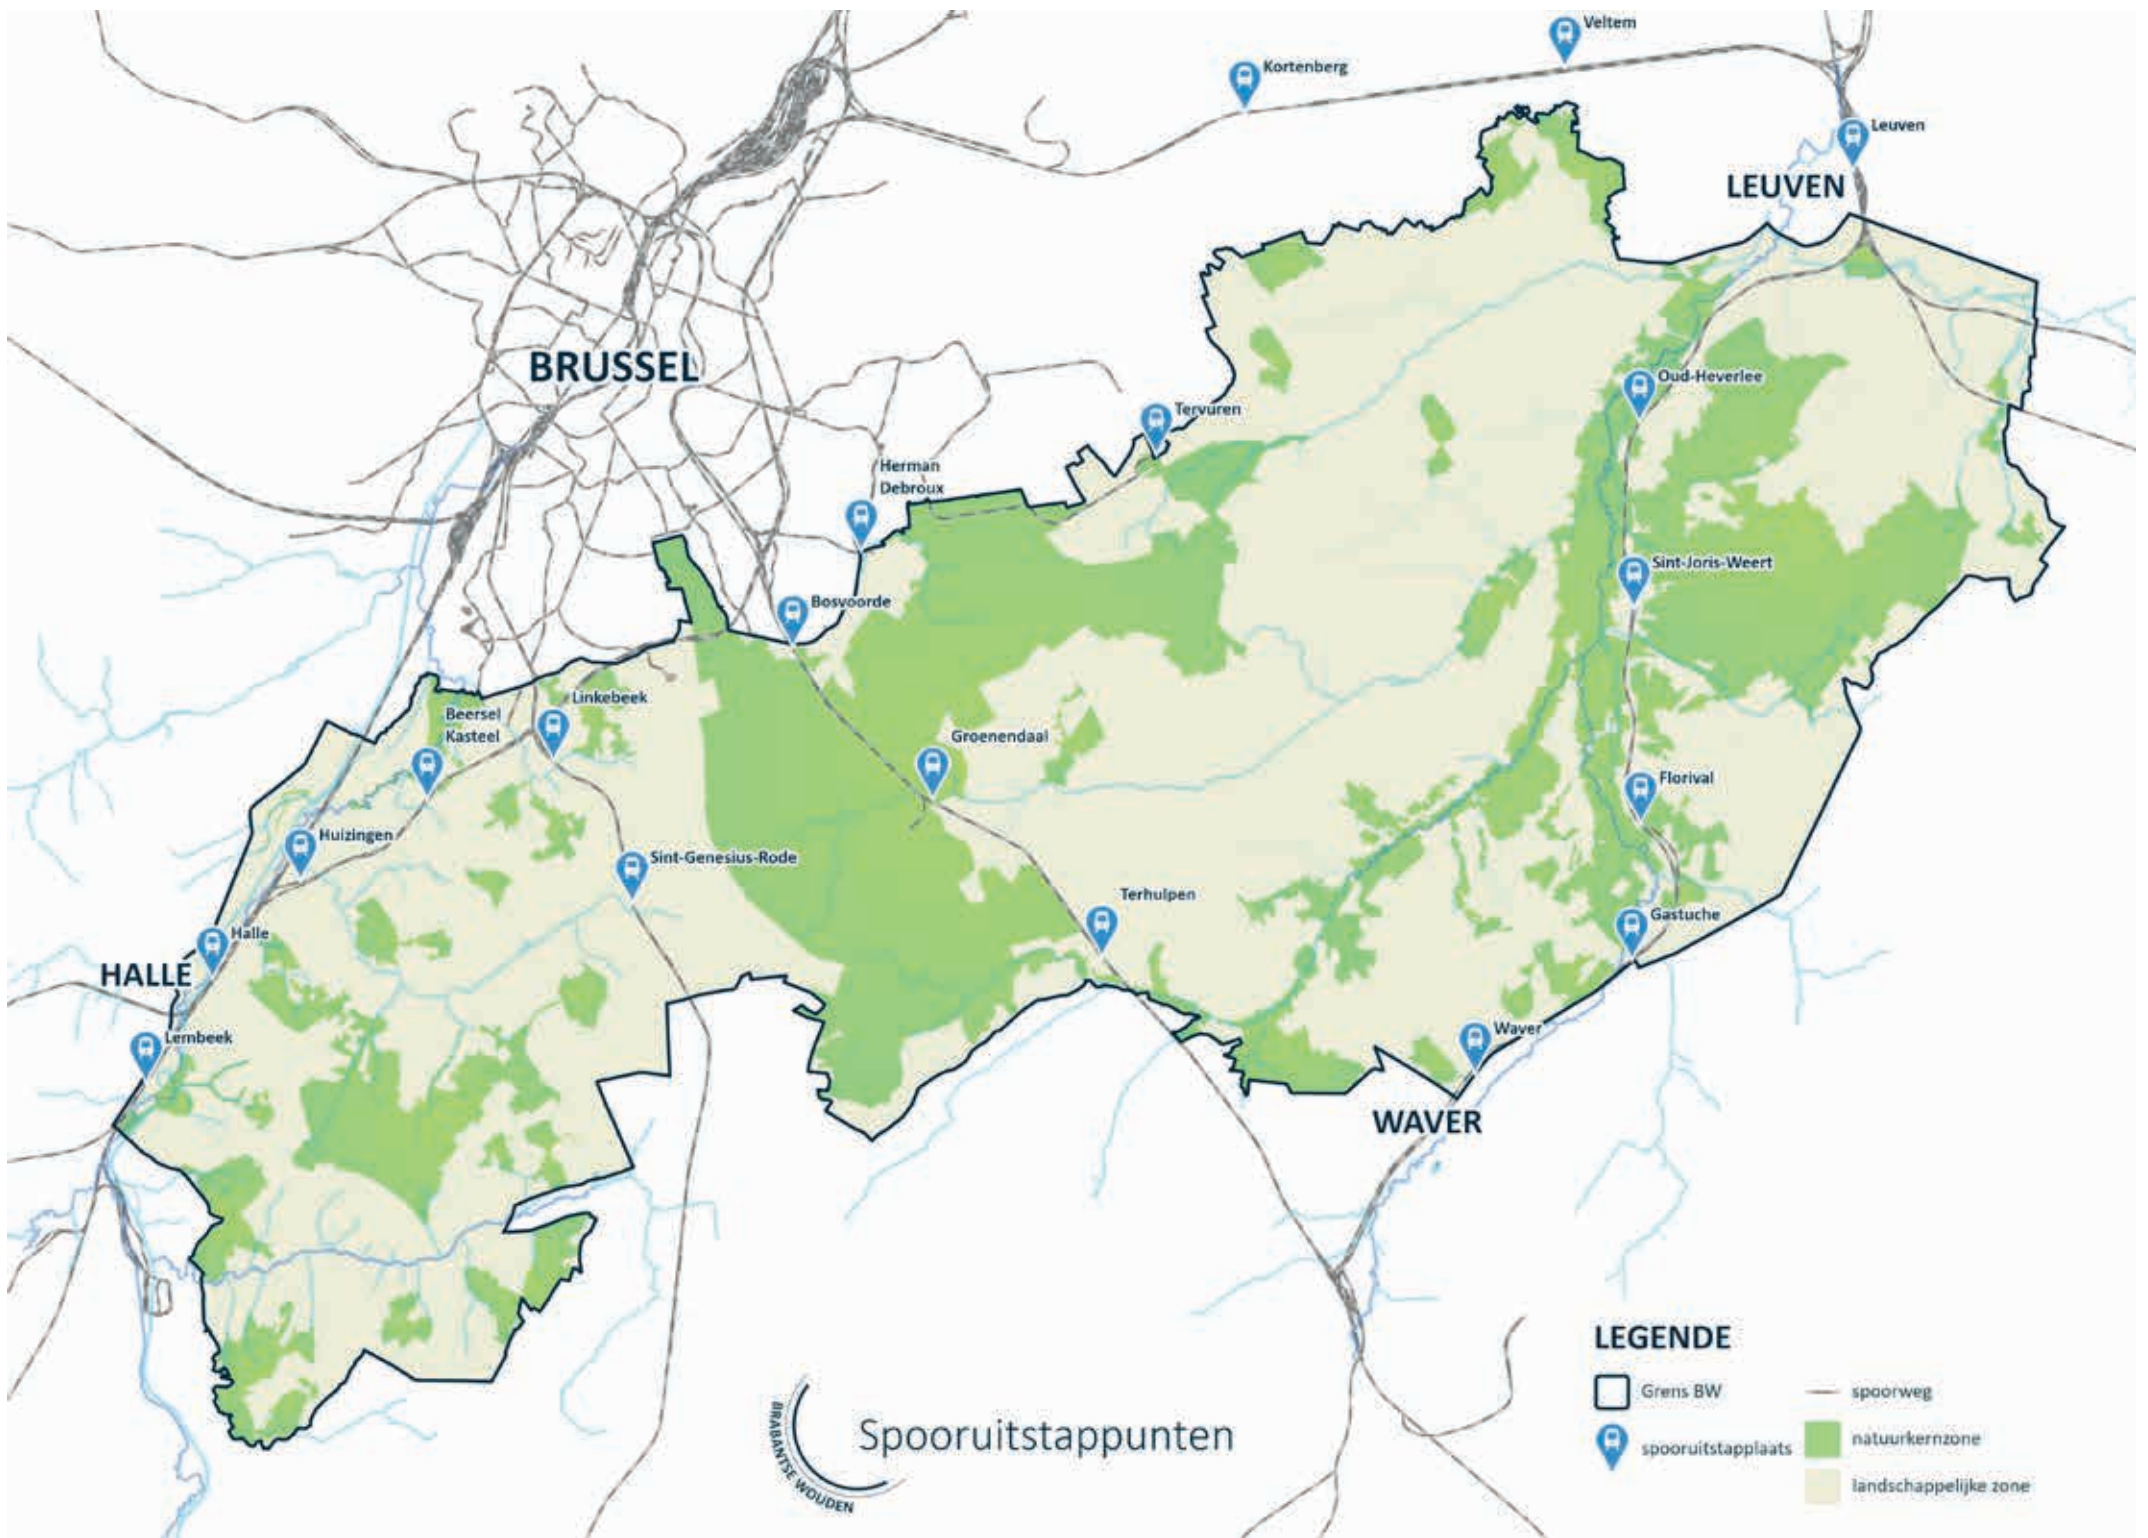 Veltem
Kortenberg
Leuven
LEUVEN
BRUSSEL
Oud-Heverlee
Tervuren
Herman
Debroux
Sint-Joris-Weert
Bosvoorde
Linkebeek
Beersel
Kasteel
Groenendaal
Florival
Huizingen
Sint-Genesius-Rode
Terhulpen
Gastuche
Halle
HALLE
Waver
Lembeek
WAVER
LEGENDE
Grens BW
spoorweg
spooruitstapplaats
natuurkernzone
landschappelijke zone
Spooruitstappunten
BRABANTSE WOUDEN